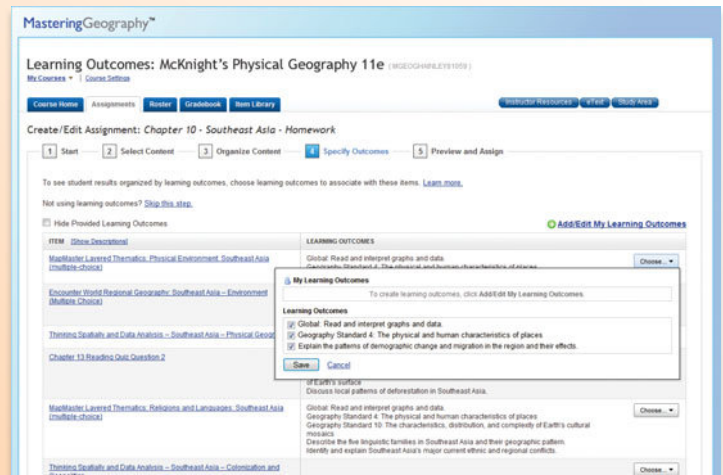 MasteringGeography™
Learning Outcomes: McKnight's Physical Geography 11e
My Courses | Course Settings
Course Home Assignments Roster Gradebook Item Library Instructor Resources eText Study Area
Create/Edit Assignment: Chapter 10 - Southeast Asia - Homework
1 Start 2 Select Content 3 Organize Content 4 Specify Outcomes 5 Preview and Assign
To see student results organized by learning outcomes, choose learning outcomes to associate with these items. Learn more.
Not using learning outcomes? Skip this step.
Hide Provided Learning Outcomes
Add/Edit My Learning Outcomes
ITEM [Show Descriptions] LEARNING OUTCOMES
MapMaster Layered Thematics: Physical Environment: Southeast Asia
(multiple-choice)
Global: Read and interpret graphs and data.
Geography Standard 4: The physical and human characteristics of places
Choose...
My Learning Outcomes
To create learning outcomes, click Add/Edit My Learning Outcomes.
Learning Outcomes
Global: Read and interpret graphs and data.
Geography Standard 4: The physical and human characteristics of places
Explain the patterns of demographic change and migration in the region and their effects.
Save Cancel
Encounter World Regional Geography: Southeast Asia – Environment
(Multiple Choice)
Thinking Spatially and Data Analysis – Southeast Asia – Physical
Chapter 13 Reading Quiz Question 2
of Earth's surface
Discuss local patterns of deforestation in Southeast Asia.
MapMaster Layered Thematics: Religions and Languages: Southeast Asia
(multiple-choice)
Global: Read and interpret graphs and data.
Geography Standard 4: The physical and human characteristics of places
Geography Standard 10: The characteristics, distribution, and complexity of Earth's cultural
mosaics
Describe the five linguistic families in Southeast Asia and their geographic pattern.
Identify and explain Southeast Asia's major current ethnic and regional conflicts.
Choose...
Thinking Spatially and Data Analysis – Southeast Asia – Colonization and
Choose...